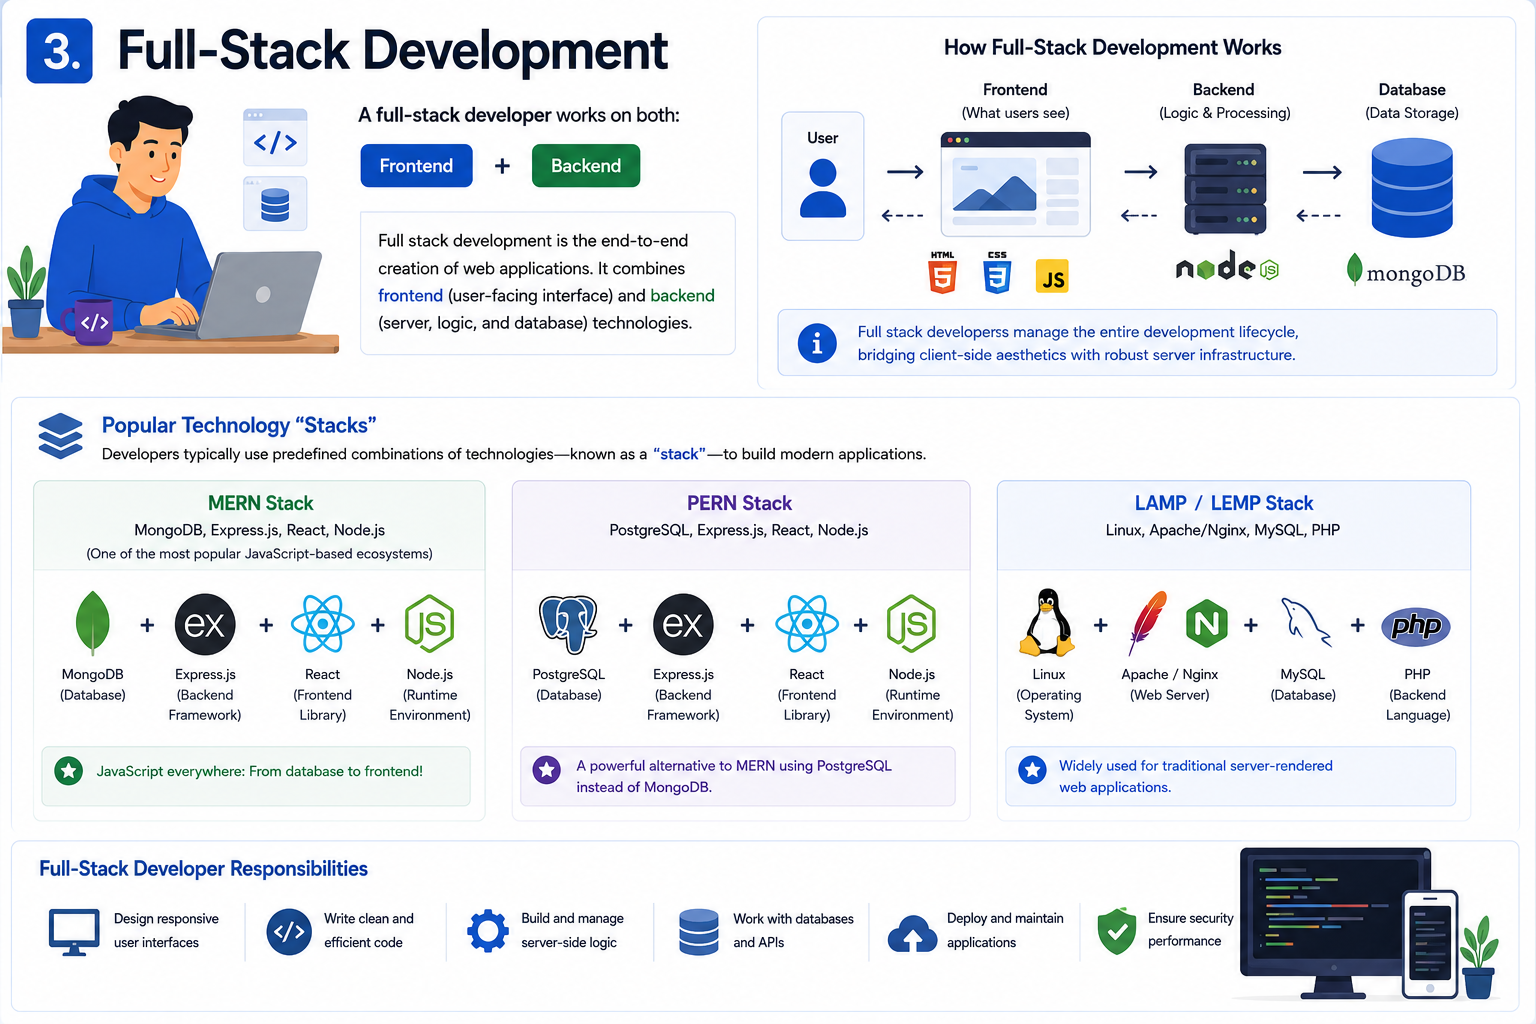 3.
Full-Stack Development
</>
A full-stack developer works on both:
Frontend + Backend
Full stack development is the end-to-end
creation of web applications. It combines
frontend (user-facing interface) and backend
(server, logic, and database) technologies.
</>
How Full-Stack Development Works
User
Frontend
(What users see)
Backend
(Logic & Processing)
Database
(Data Storage)
HTML
5
CSS
3
JS
node
JS
mongoDB
i
Full stack developerss manage the entire development lifecycle,
bridging client-side aesthetics with robust server infrastructure.
Popular Technology “Stacks”
Developers typically use predefined combinations of technologies—known as a “stack”—to build modern applications.
MERN Stack
MongoDB, Express.js, React, Node.js
(One of the most popular JavaScript-based ecosystems)
+ ex + + JS
MongoDB
(Database)
Express.js
(Backend
Framework)
React
(Frontend
Library)
Node.js
(Runtime
Environment)
JavaScript everywhere: From database to frontend!
PERN Stack
PostgreSQL, Express.js, React, Node.js
+ ex + + JS
PostgreSQL
(Database)
Express.js
(Backend
Framework)
React
(Frontend
Library)
Node.js
(Runtime
Environment)
A powerful alternative to MERN using PostgreSQL
instead of MongoDB.
LAMP / LEMP Stack
Linux, Apache/Nginx, MySQL, PHP
+ N + + php
Linux
(Operating
System)
Apache / Nginx
(Web Server)
MySQL
(Database)
PHP
(Backend
Language)
Widely used for traditional server-rendered
web applications.
Full-Stack Developer Responsibilities
Design responsive
user interfaces
</>
Write clean and
efficient code
Build and manage
server-side logic
Work with databases
and APIs
Deploy and maintain
applications
Ensure security
performance